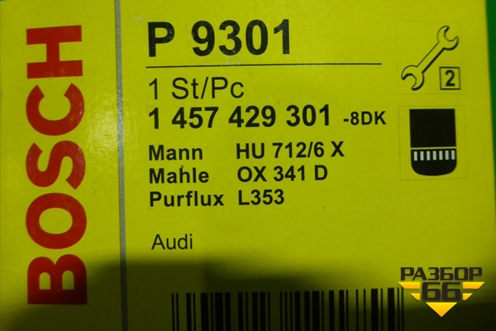 BOSCH
P 9301
1 St/Pc
1 457 429 301 -8DK
Mann HU 712/6 X
Mahle OX 341 D
Purflux L353
Audi
2
РАЗБОР
66